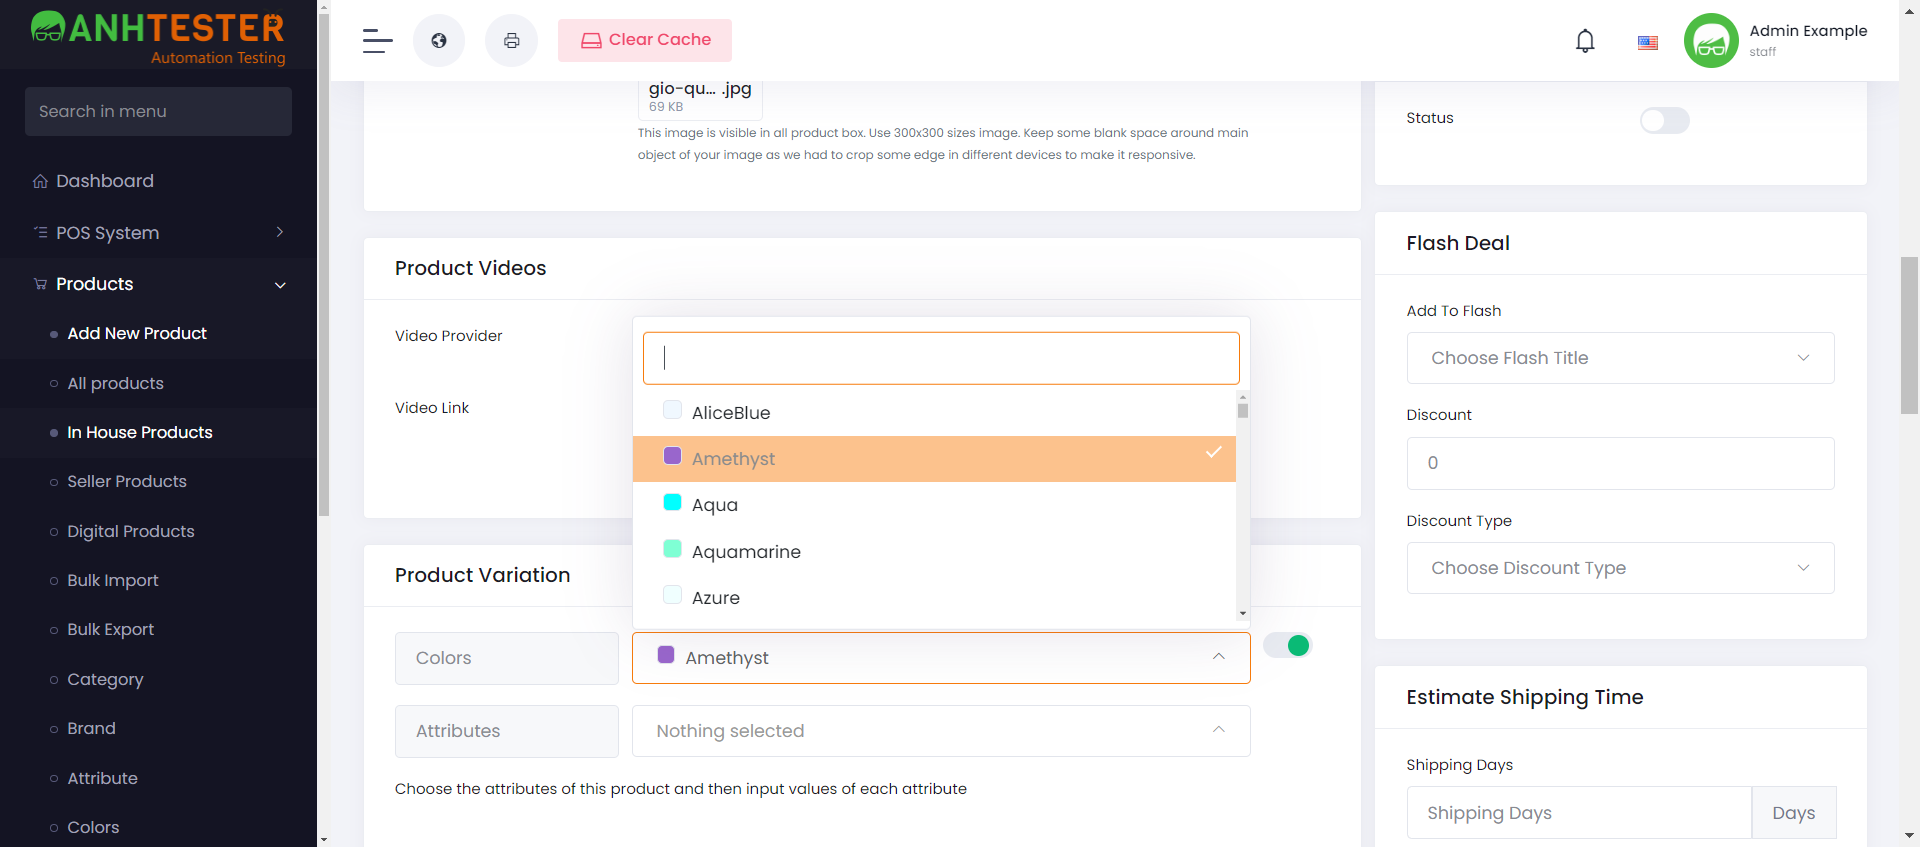 ANHTESTER
Automation Testing
Search in menu
Dashboard
POS System
Products
Add New Product
All products
In House Products
Seller Products
Digital Products
Bulk Import
Bulk Export
Category
Brand
Attribute
Colors
Clear Cache
Admin Example
staff
gio-qu... .jpg
69 KB
This image is visible in all product box. Use 300x300 sizes image. Keep some blank space around main
object of your image as we had to crop some edge in different devices to make it responsive.
Product Videos
Video Provider
Video Link
AliceBlue
Amethyst
Aqua
Aquamarine
Azure
Product Variation
Colors
Amethyst
Attributes
Nothing selected
Choose the attributes of this product and then input values of each attribute
Status
Flash Deal
Add To Flash
Choose Flash Title
Discount
0
Discount Type
Choose Discount Type
Estimate Shipping Time
Shipping Days
Shipping Days
Days